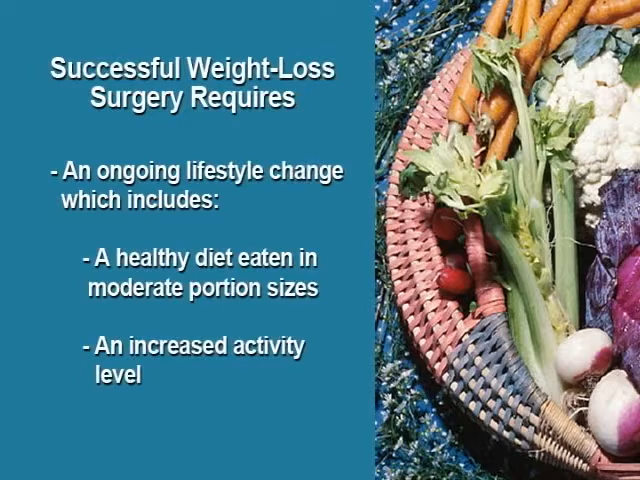 Successful Weight-Loss
Surgery Requires
- An ongoing lifestyle change
which includes:
- A healthy diet eaten in
moderate portion sizes
- An increased activity
level